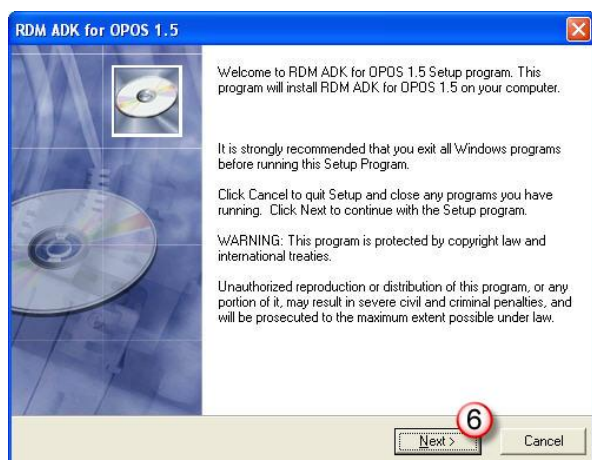 RDM ADK for OPOS 1.5
Welcome to RDM ADK for OPOS 1.5 Setup program. This
program will install RDM ADK for OPOS 1.5 on your computer.
It is strongly recommended that you exit all Windows programs
before running this Setup Program.
Click Cancel to quit Setup and close any programs you have
running. Click Next to continue with the Setup program.
WARNING: This program is protected by copyright law and
international treaties.
Unauthorized reproduction or distribution of this program, or any
portion of it, may result in severe civil and criminal penalties, and
will be prosecuted to the maximum extent possible under law.
6
Next >
Cancel